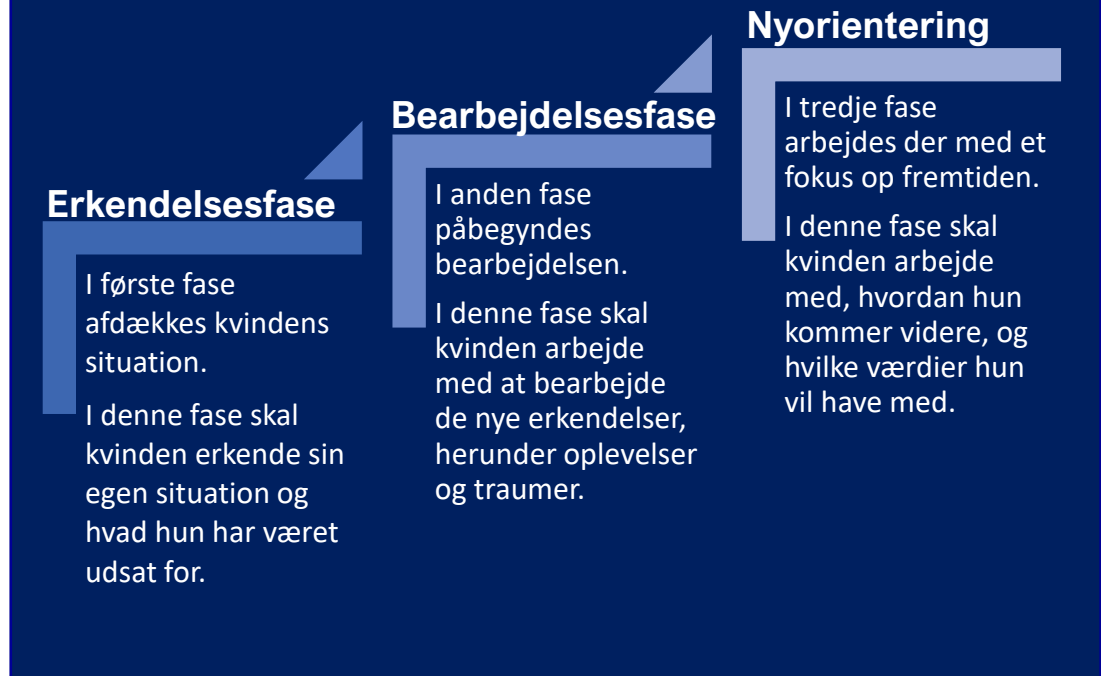 Erkendelsesfase
I første fase
afdækkes kvindens
situation.
I denne fase skal
kvinden erkende sin
egen situation og
hvad hun har været
udsat for.
Bearbejdelsesfase
I anden fase
påbegyndes
bearbejdelsen.
I denne fase skal
kvinden arbejde
med at bearbejde
de nye erkendelser,
herunder oplevelser
og traumer.
Nyorientering
I tredje fase
arbejdes der med et
fokus op fremtiden.
I denne fase skal
kvinden arbejde
med, hvordan hun
kommer videre, og
hvilke værdier hun
vil have med.